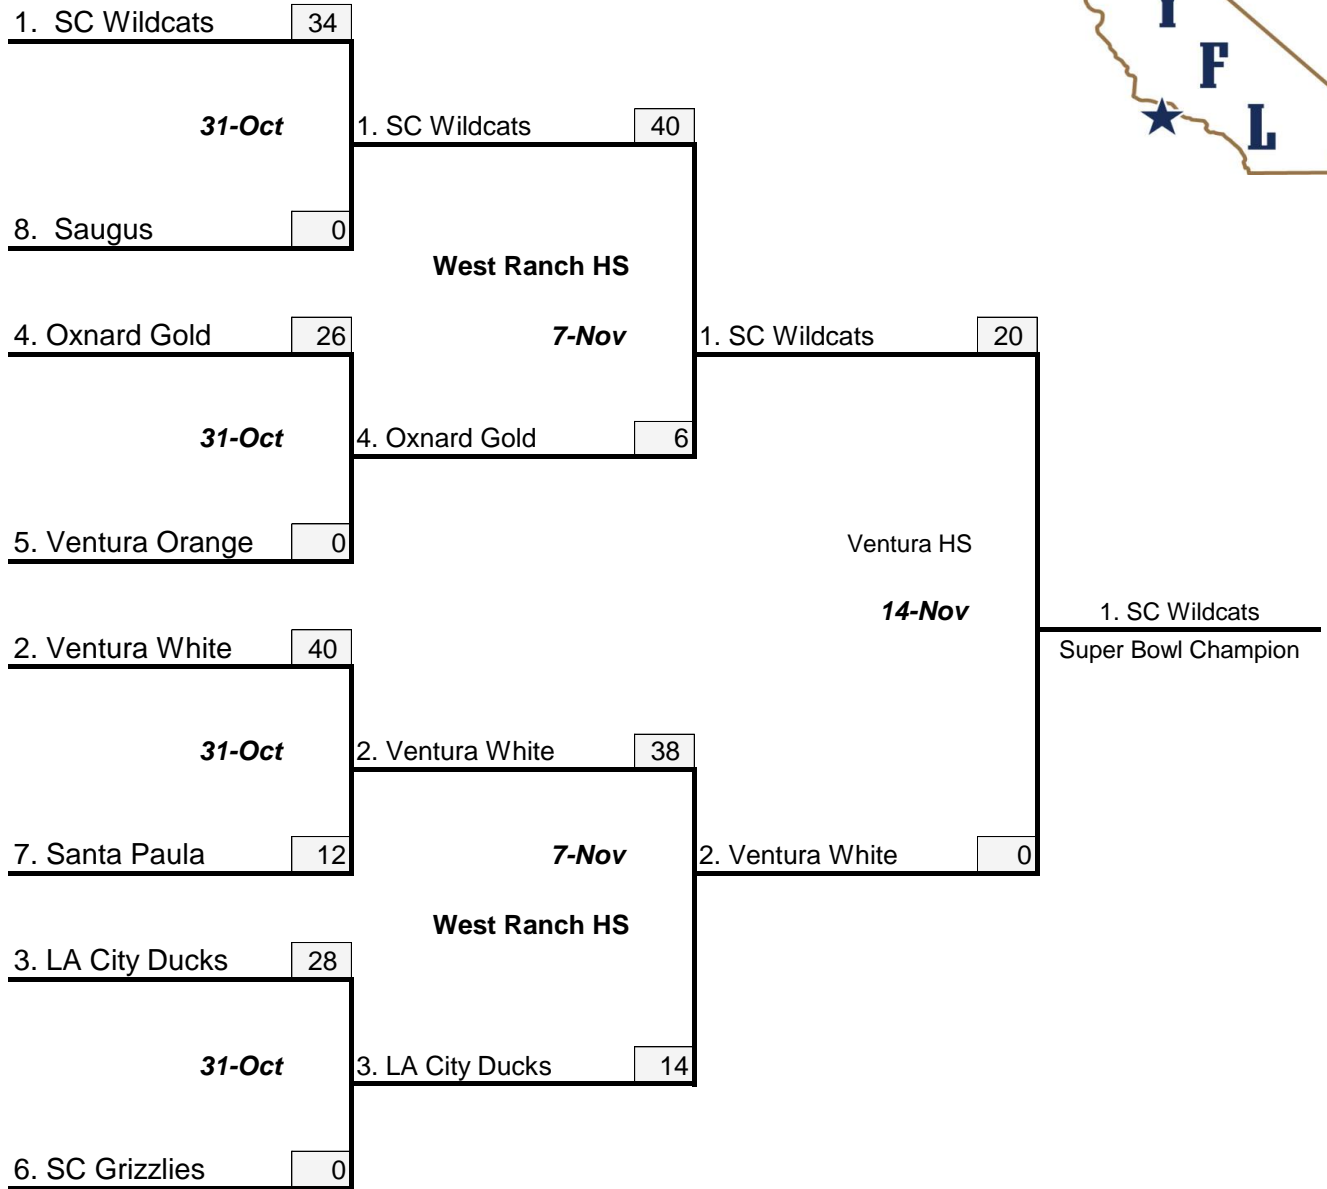 1. SC Wildcats 34
I
F
L
31-Oct 1. SC Wildcats 40
8. Saugus 0
West Ranch HS
4. Oxnard Gold 26 7-Nov 1. SC Wildcats 20
31-Oct 4. Oxnard Gold 6
5. Ventura Orange 0 Ventura HS
14-Nov 1. SC Wildcats
2. Ventura White 40 Super Bowl Champion
31-Oct 2. Ventura White 38
7. Santa Paula 12 7-Nov 2. Ventura White 0
West Ranch HS
3. LA City Ducks 28
31-Oct 3. LA City Ducks 14
6. SC Grizzlies 0